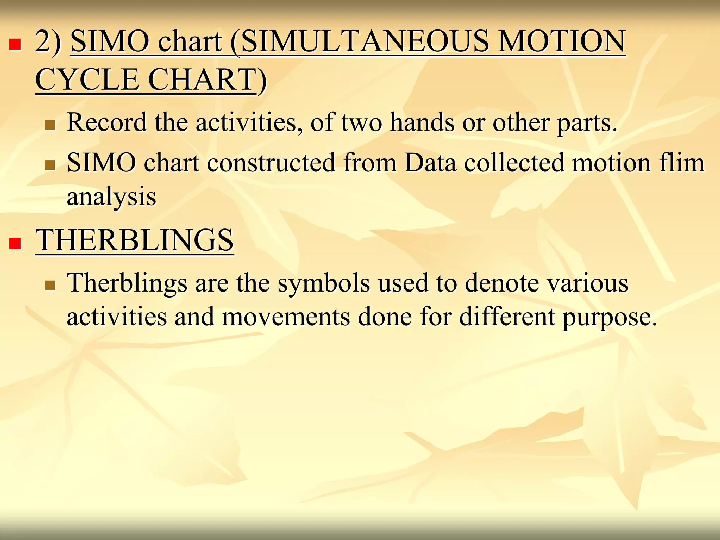 2) SIMO chart (SIMULTANEOUS MOTION
CYCLE CHART)
Record the activities, of two hands or other parts.
SIMO chart constructed from Data collected motion flim
analysis
THERBLINGS
Therblings are the symbols used to denote various
activities and movements done for different purpose.